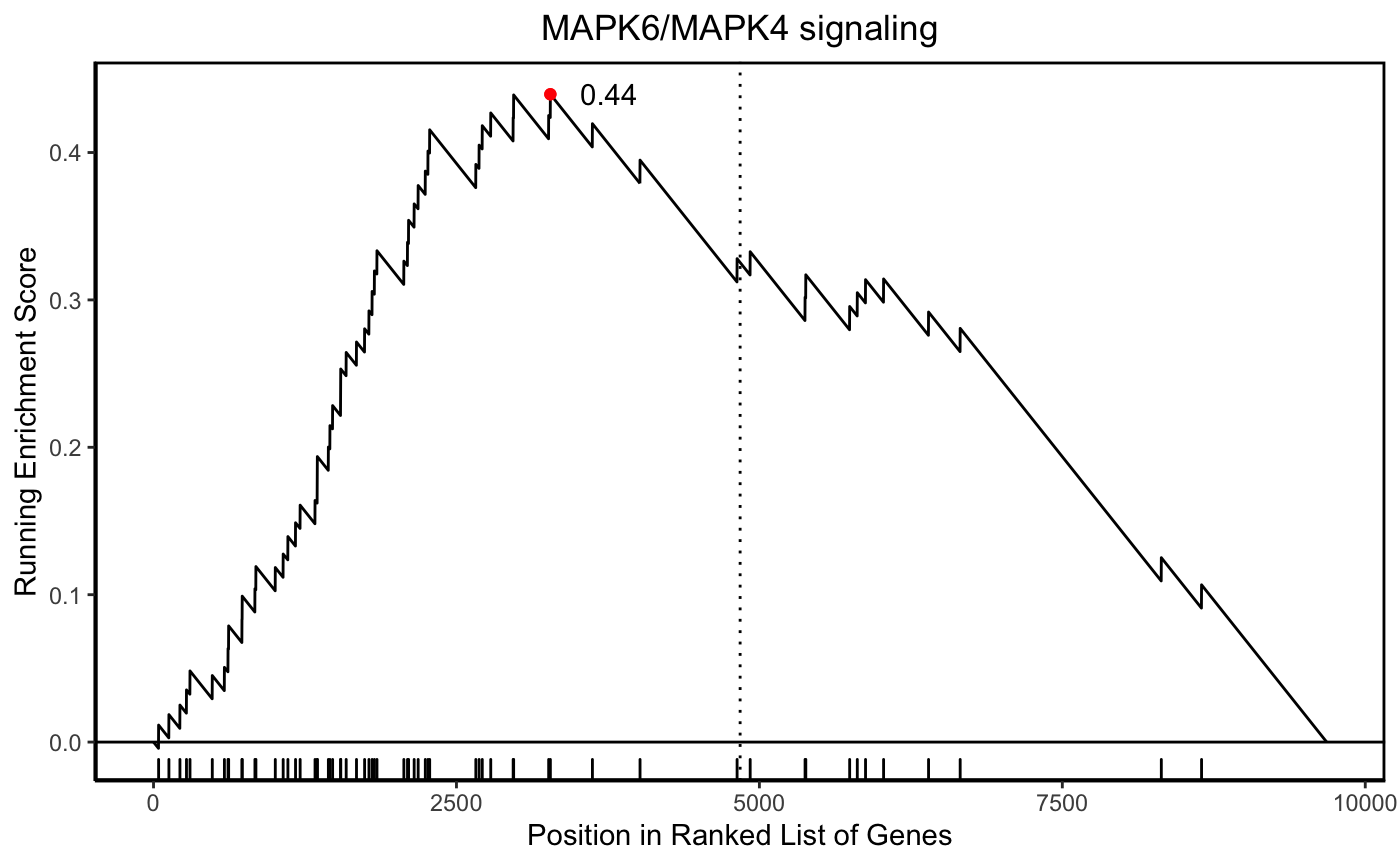 MAPK6/MAPK4 signaling
0.44
Running Enrichment Score
0.4
0.3
0.2
0.1
0.0
0 2500 5000 7500 10000
Position in Ranked List of Genes